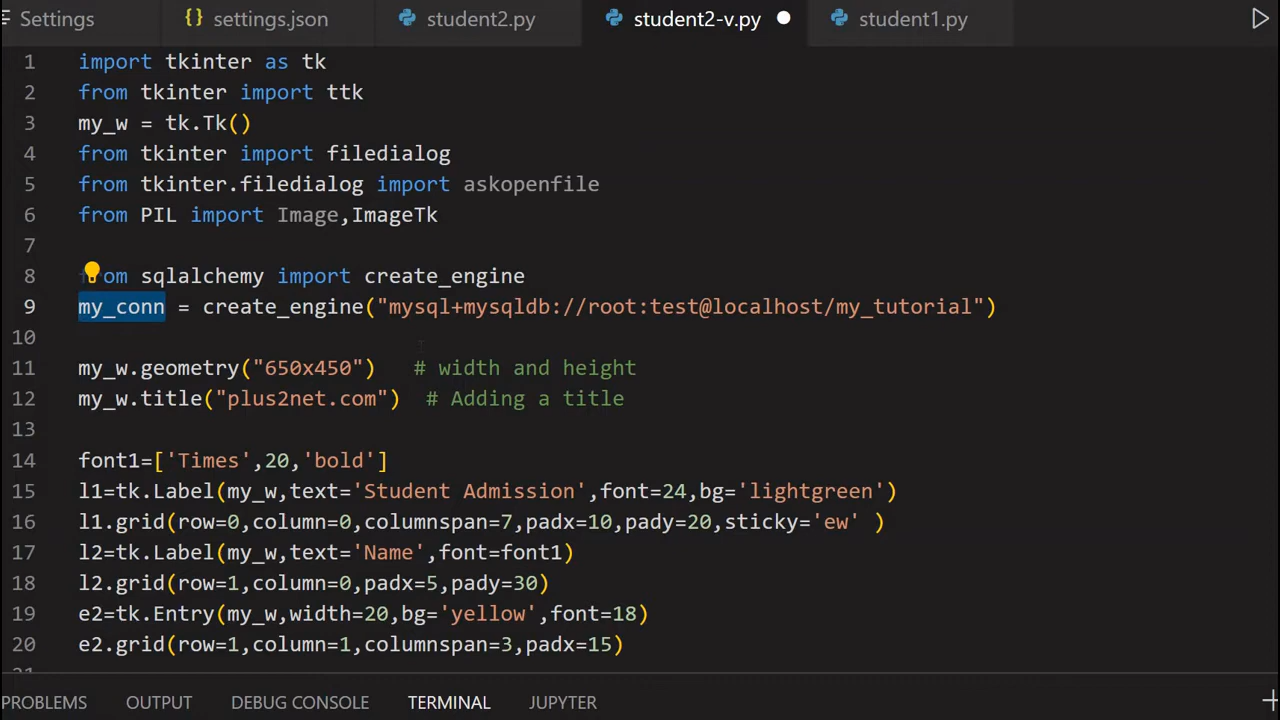 Settings settings.json student2.py student2-v.py student1.py
1 import tkinter as tk
2 from tkinter import ttk
3 my_w = tk.Tk()
4 from tkinter import filedialog
5 from tkinter.filedialog import askopenfile
6 from PIL import Image,ImageTk
7
8 from sqlalchemy import create_engine
9 my_conn = create_engine("mysql+mysqldb://root:test@localhost/my_tutorial")
10
11 my_w.geometry("650x450")   # width and height
12 my_w.title("plus2net.com")  # Adding a title
13
14 font1=['Times',20,'bold']
15 l1=tk.Label(my_w,text='Student Admission',font=24,bg='lightgreen')
16 l1.grid(row=0,column=0,columnspan=7,padx=10,pady=20,sticky='ew' )
17 l2=tk.Label(my_w,text='Name',font=font1)
18 l2.grid(row=1,column=0,padx=5,pady=30)
19 e2=tk.Entry(my_w,width=20,bg='yellow',font=18)
20 e2.grid(row=1,column=1,columnspan=3,padx=15)
PROBLEMS OUTPUT DEBUG CONSOLE TERMINAL JUPYTER